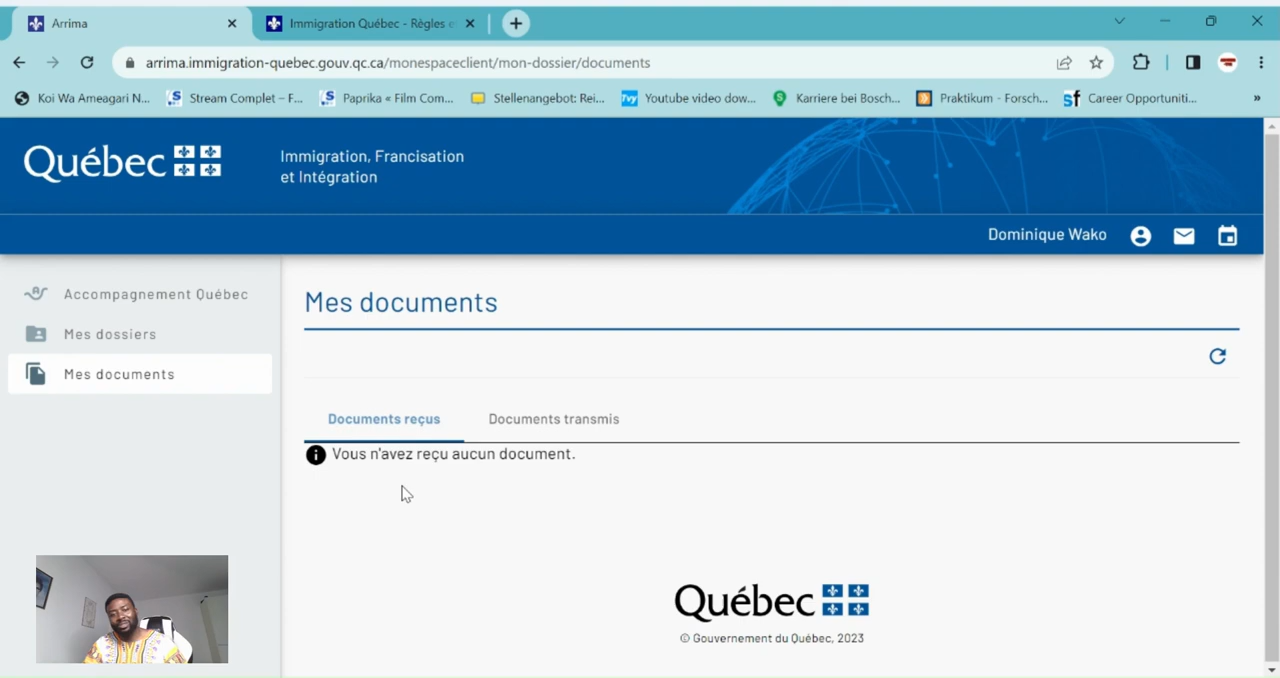 Arrima
Immigration Québec - Règles e
arrima.immigration-quebec.gouv.qc.ca/monespaceclient/mon-dossier/documents
Koi Wa Ameagari N...
Stream Complet – F...
Paprika « Film Com...
Stellenangebot: Rei...
Youtube video dow...
Karriere bei Bosch...
Praktikum - Forsch...
Career Opportuniti...
»
Québec
Immigration, Francisation
et Intégration
Dominique Wako
Accompagnement Québec
Mes dossiers
Mes documents
Mes documents
Documents reçus
Documents transmis
Vous n'avez reçu aucun document.
Québec
© Gouvernement du Québec, 2023